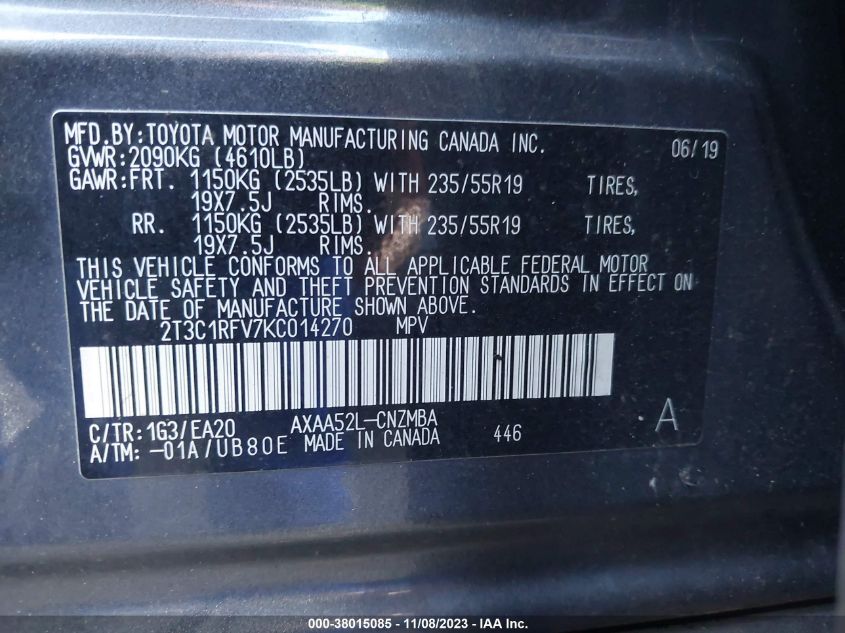 MFD.BY:TOYOTA MOTOR MANUFACTURING CANADA INC. 06/19
GVWR:2090KG (4610LB)
GAWR:FRT. 1150KG (2535LB) WITH 235/55R19 TIRES,
19X7.5J RIMS.
RR. 1150KG (2535LB) WITH 235/55R19 TIRES,
19X7.5J RIMS.
THIS VEHICLE CONFORMS TO ALL APPLICABLE FEDERAL MOTOR
VEHICLE SAFETY AND THEFT PREVENTION STANDARDS IN EFFECT ON
THE DATE OF MANUFACTURE SHOWN ABOVE.
2T3C1RFV7KC014270 MPV
C/TR:1G3/EA20 AXAA52L-CNZMBA A
A/TM:-01A/UB80E MADE IN CANADA 446
000-38015085 - 11/08/2023 - IAA Inc.